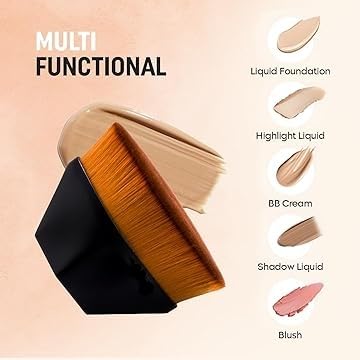 MULTI
FUNCTIONAL
Liquid Foundation
Highlight Liquid
BB Cream
Shadow Liquid
Blush